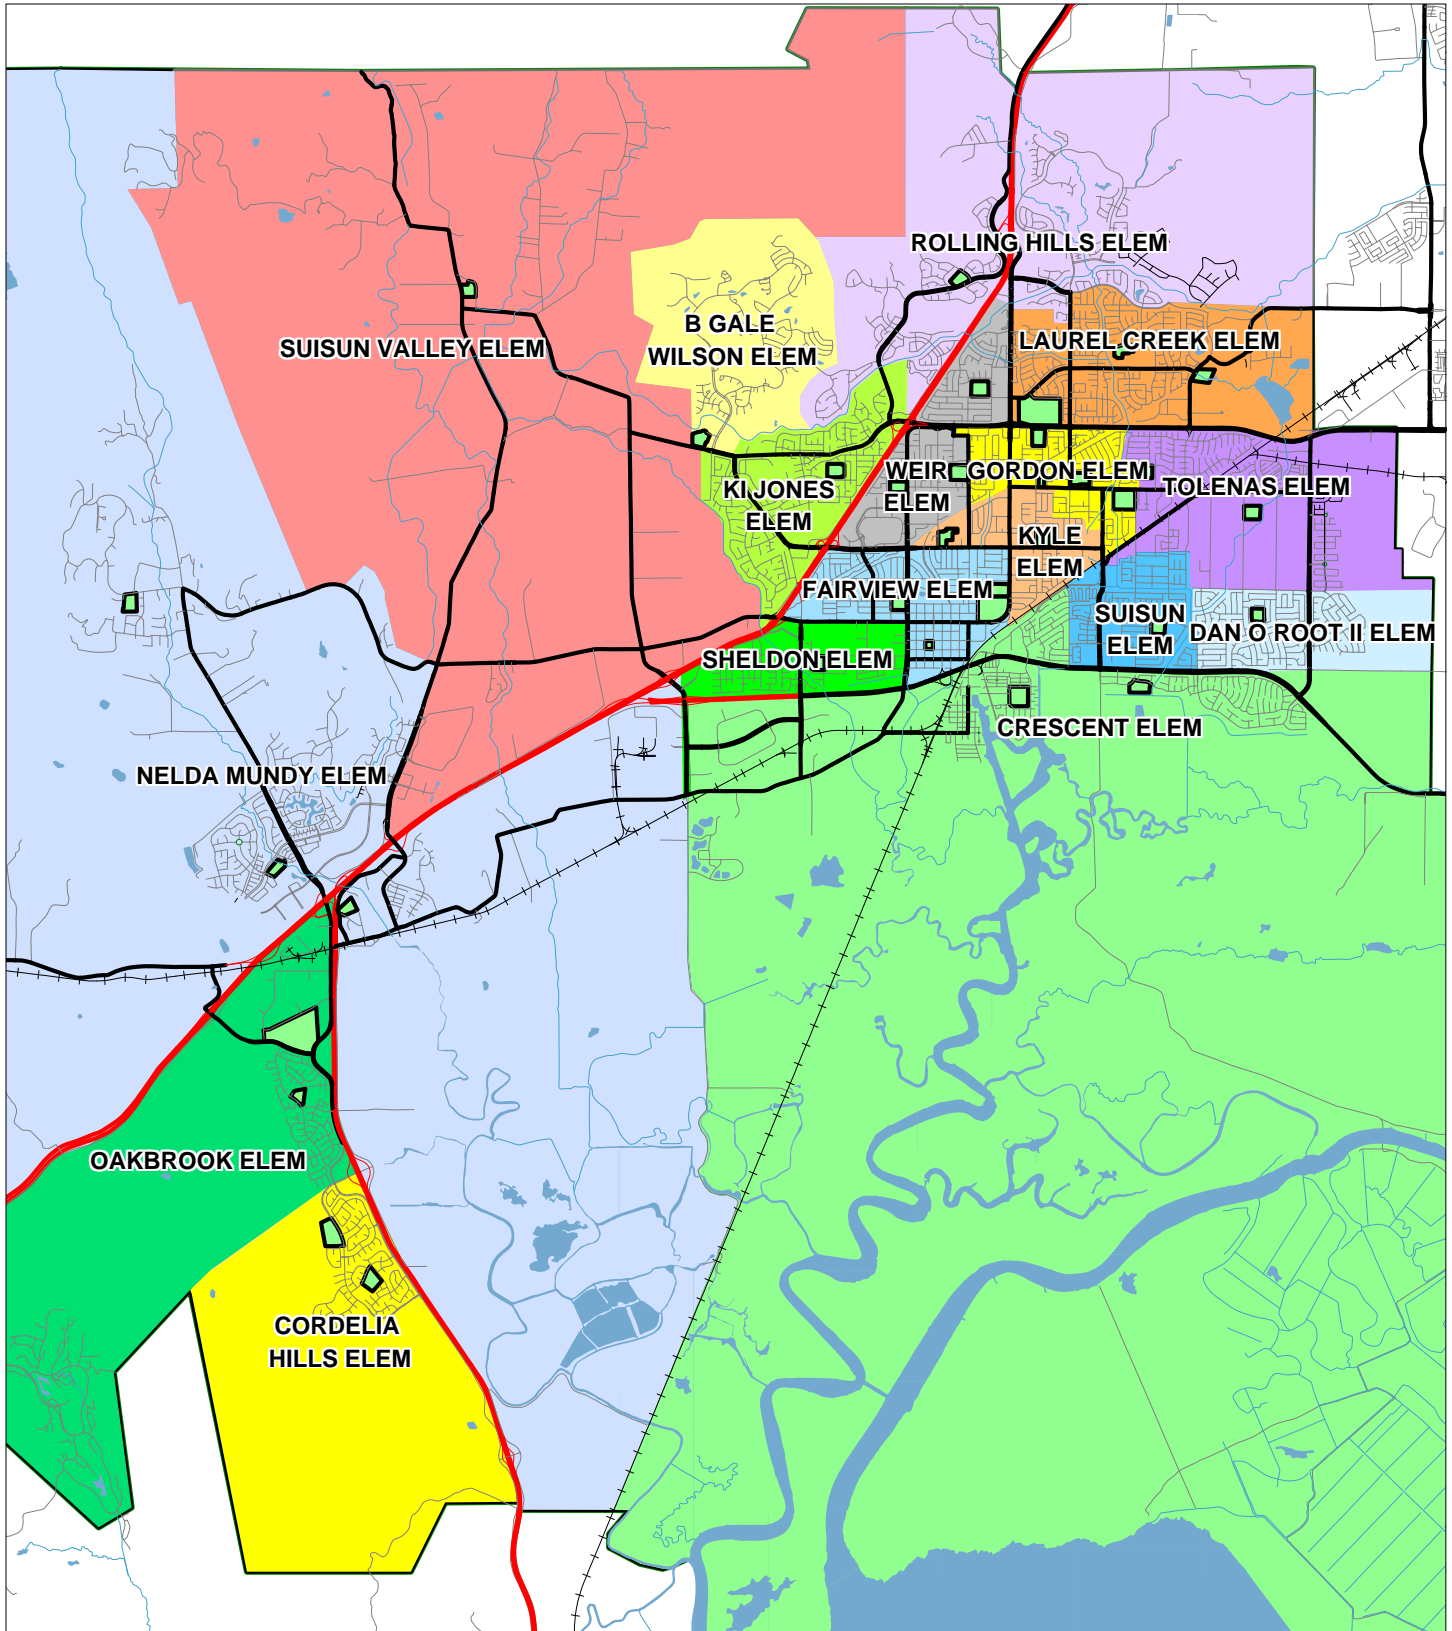 ROLLING HILLS ELEM
B GALE
WILSON ELEM
SUISUN VALLEY ELEM
LAUREL CREEK ELEM
WEIR
ELEM
GORDON ELEM
TOLENAS ELEM
KI JONES
ELEM
KYLE
ELEM
FAIRVIEW ELEM
SUISUN
ELEM
DAN O ROOT II ELEM
SHELDON ELEM
CRESCENT ELEM
NELDA MUNDY ELEM
OAKBROOK ELEM
CORDELIA
HILLS ELEM